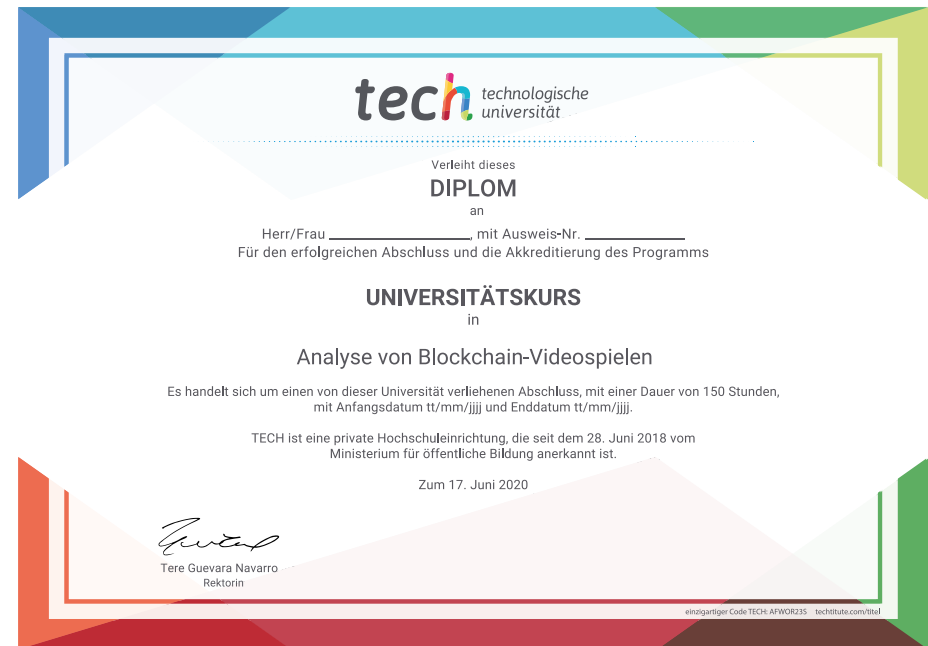 tech technologische
universität
Verleiht dieses
DIPLOM
an
Herr/Frau ____________________, mit Ausweis-Nr. ______________
Für den erfolgreichen Abschluss und die Akkreditierung des Programms
UNIVERSITÄTSKURS
in
Analyse von Blockchain-Videospielen
Es handelt sich um einen von dieser Universität verliehenen Abschluss, mit einer Dauer von 150 Stunden,
mit Anfangsdatum tt/mm/jjjj und Enddatum tt/mm/jjjj.
TECH ist eine private Hochschuleinrichtung, die seit dem 28. Juni 2018 vom
Ministerium für öffentliche Bildung anerkannt ist.
Zum 17. Juni 2020
Tere Guevara Navarro
Rektorin
einzigartiger Code TECH: AFWOR23S techtitute.com/titel